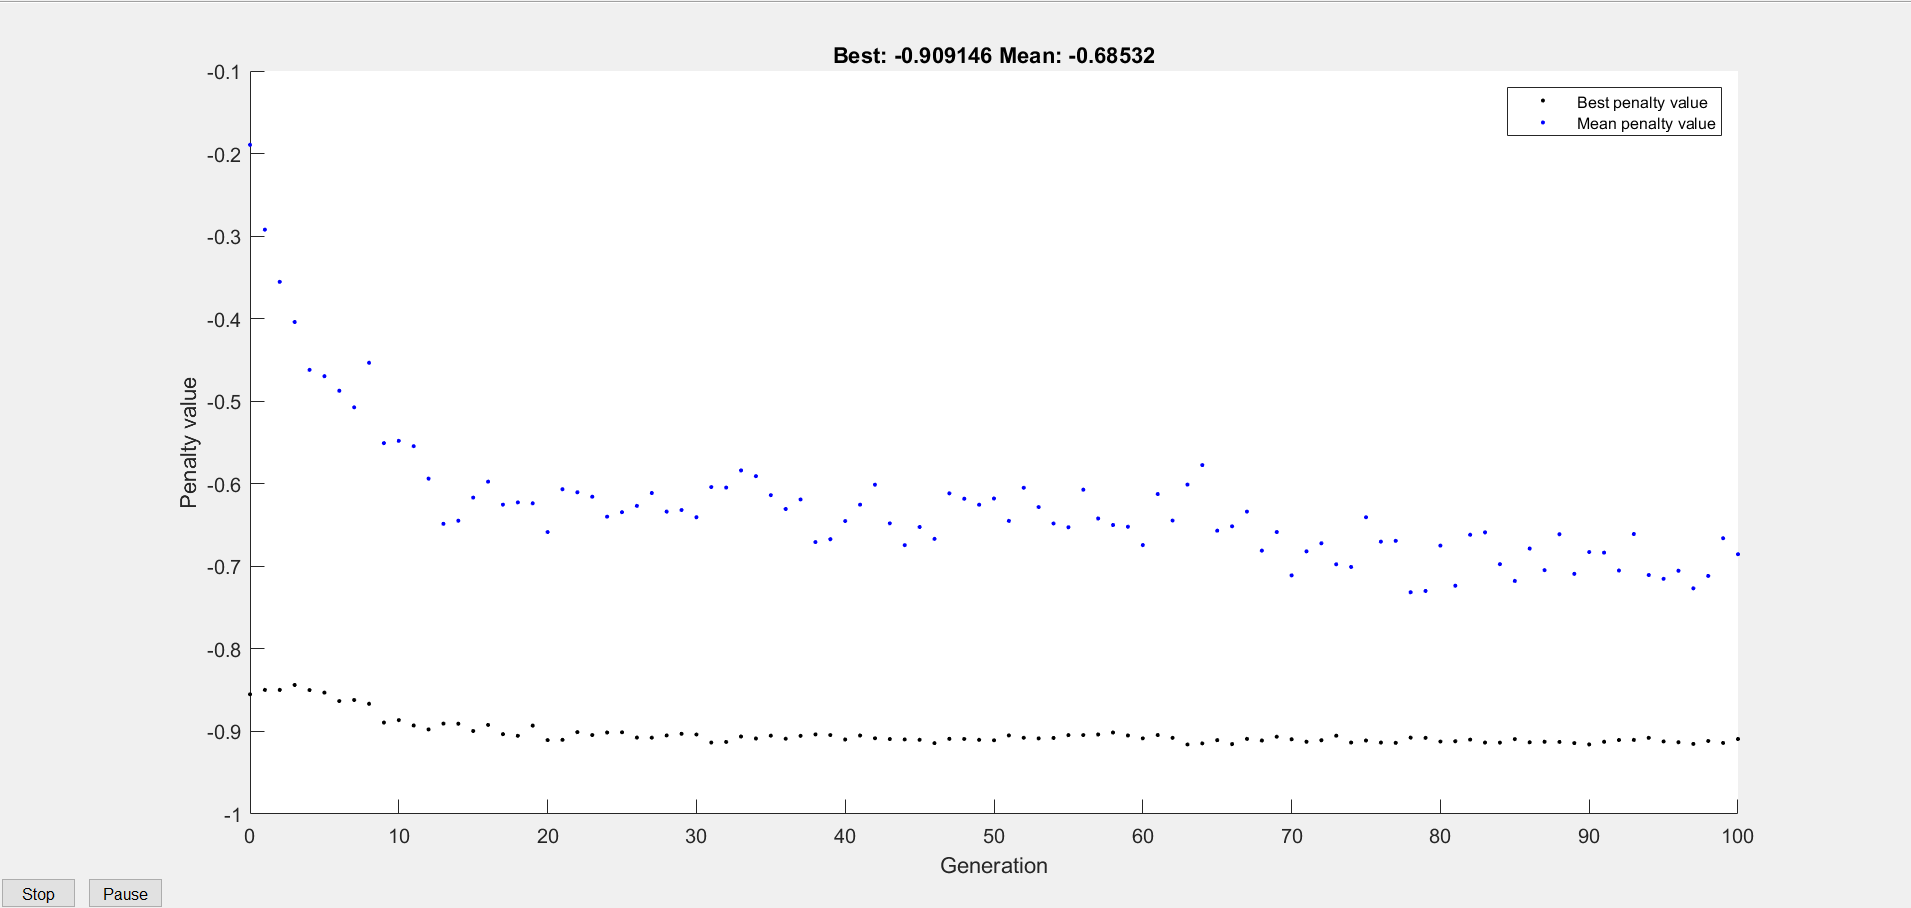 Best: -0.909146 Mean: -0.68532
-0.1
-0.2
-0.3
-0.4
-0.5
-0.6
-0.7
-0.8
-0.9
-1
Penalty value
Best penalty value
Mean penalty value
0 10 20 30 40 50 60 70 80 90 100
Generation
Stop Pause